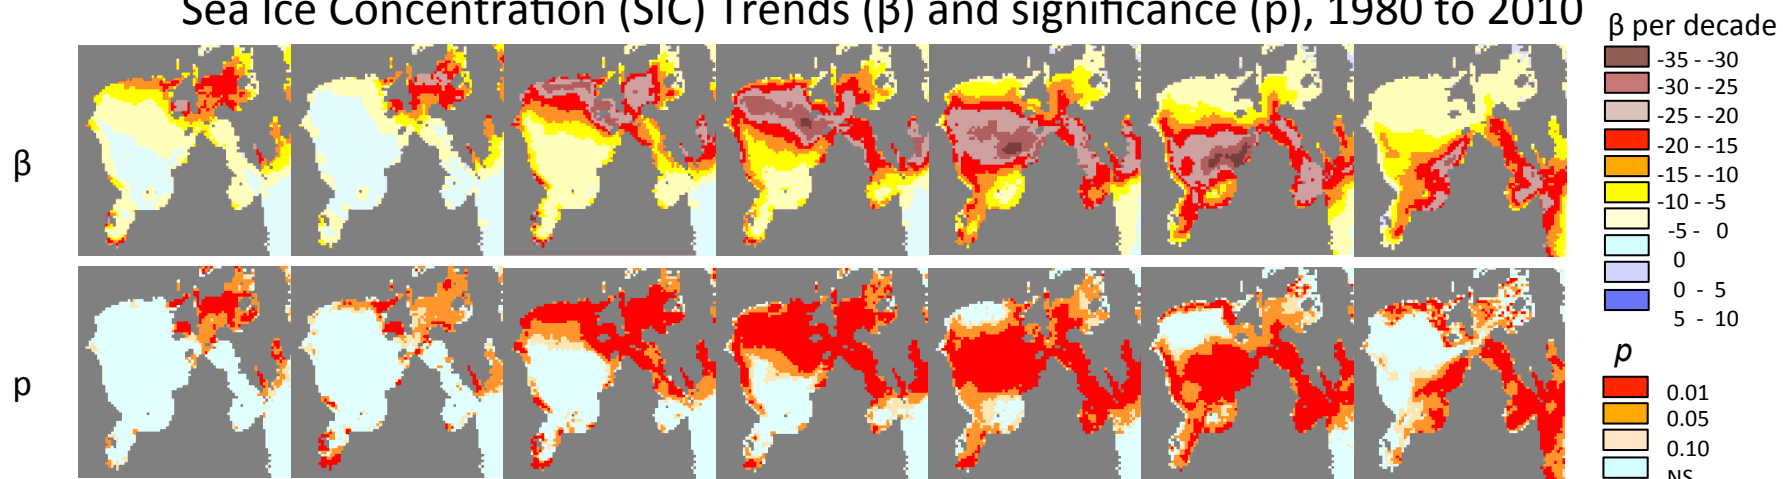 Sea Ice Concentration (SIC) Trends (β) and significance (p), 1980 to 2010
β per decade
-35 - -30
-30 - -25
-25 - -20
-20 - -15
-15 - -10
-10 - -5
-5 - 0
0
0 - 5
5 - 10
β
p
p
0.01
0.05
0.10
NS